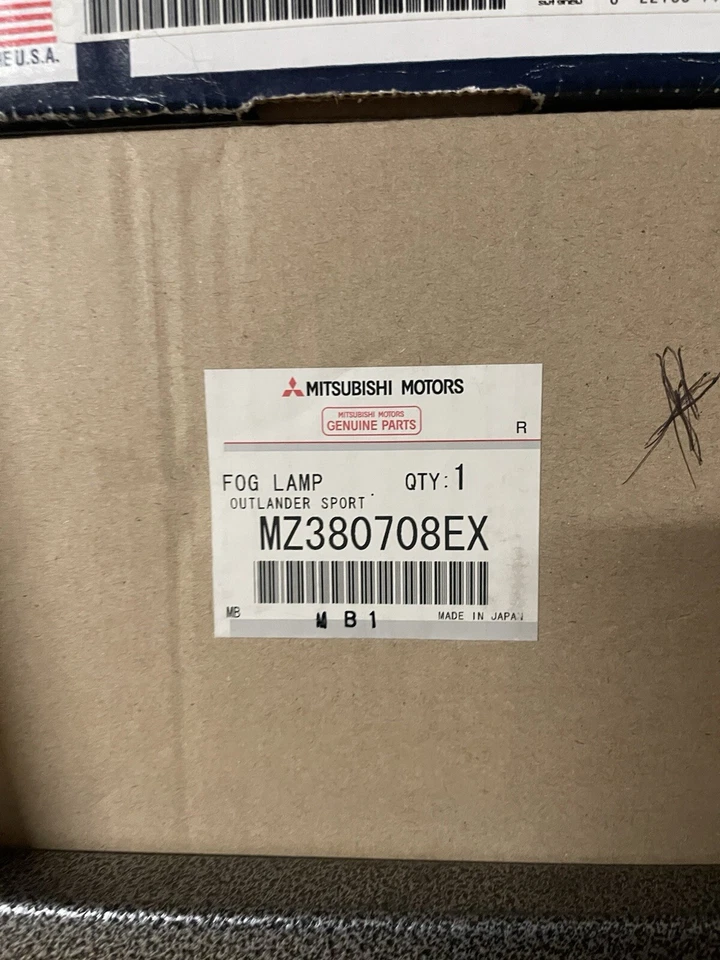 E U.S.A.
MITSUBISHI MOTORS
MITSUBISHI MOTORS
GENUINE PARTS
R
FOG LAMP QTY: 1
OUTLANDER SPORT
MZ380708EX
MB
M B 1
MADE IN JAPAN